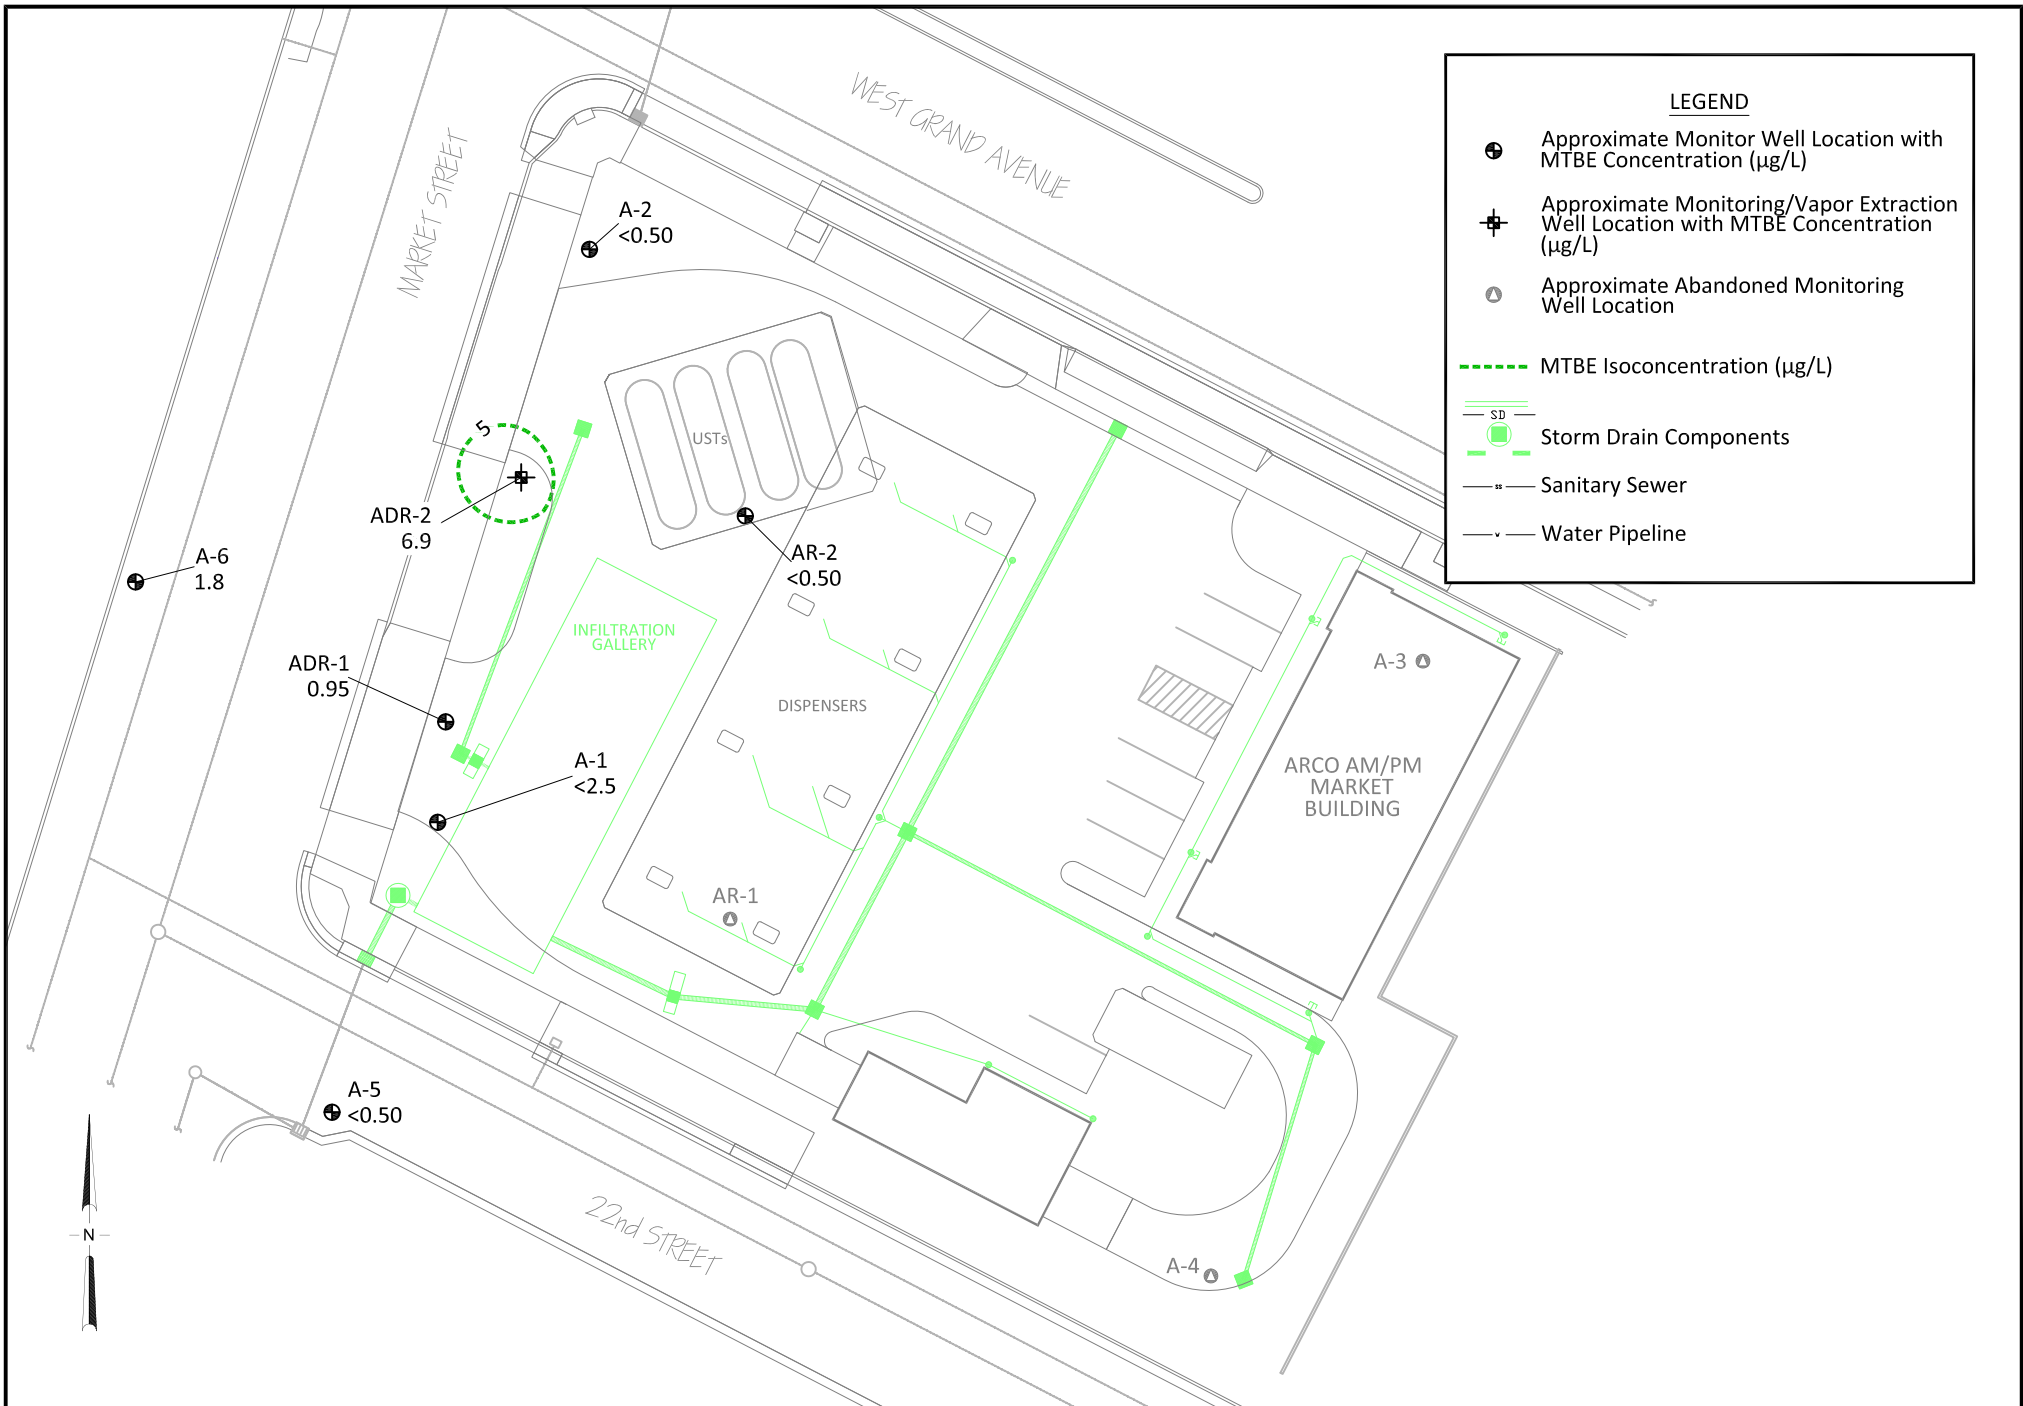 LEGEND
Approximate Monitor Well Location with
MTBE Concentration (µg/L)
Approximate Monitoring/Vapor Extraction
Well Location with MTBE Concentration
(µg/L)
Approximate Abandoned Monitoring
Well Location
MTBE Isoconcentration (µg/L)
SD
Storm Drain Components
ss
Sanitary Sewer
Water Pipeline
WEST GRAND AVENUE
MARKET STREET
A-2
<0.50
USTs
5
ADR-2
6.9
A-6
1.8
AR-2
<0.50
INFILTRATION
GALLERY
ADR-1
0.95
A-3
DISPENSERS
A-1
<2.5
ARCO AM/PM
MARKET
BUILDING
AR-1
A-5
<0.50
22nd STREET
A-4
N